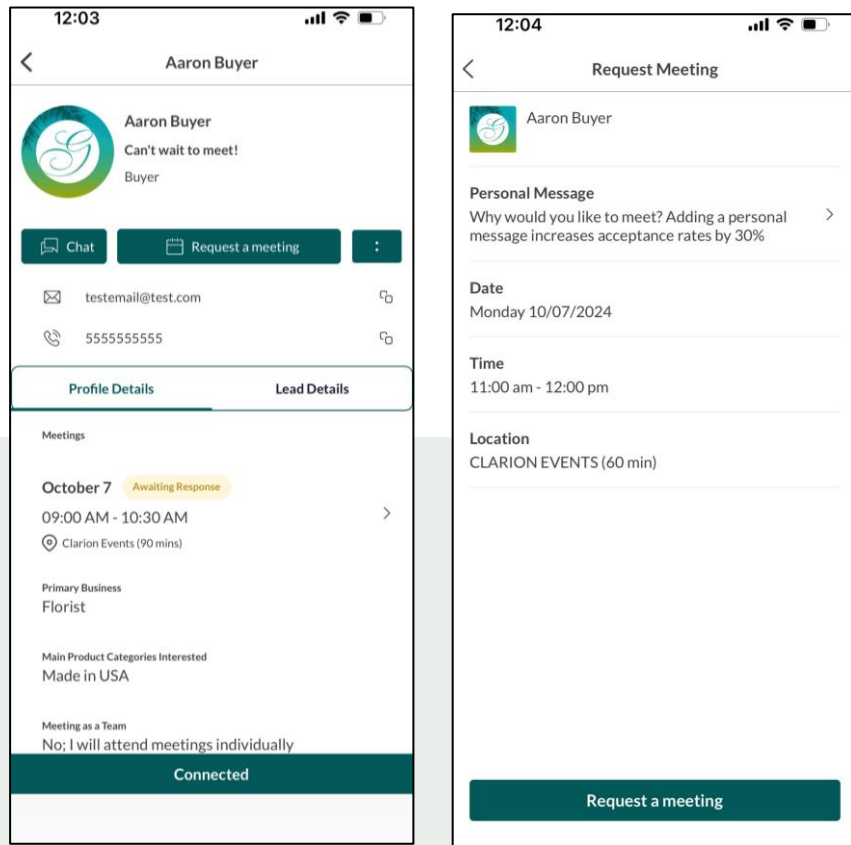 12:03
Aaron Buyer
Aaron Buyer
Can't wait to meet!
Buyer
Chat
Request a meeting
testemail@test.com
5555555555
Profile Details
Lead Details
Meetings
October 7 Awaiting Response
09:00 AM - 10:30 AM
Clarion Events (90 mins)
Primary Business
Florist
Main Product Categories Interested
Made in USA
Meeting as a Team
No; I will attend meetings individually
Connected
12:04
Request Meeting
Aaron Buyer
Personal Message
Why would you like to meet? Adding a personal
message increases acceptance rates by 30%
Date
Monday 10/07/2024
Time
11:00 am - 12:00 pm
Location
CLARION EVENTS (60 min)
Request a meeting